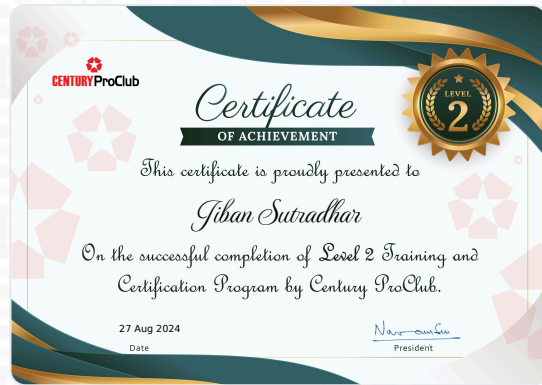 CENTURY ProClub
LEVEL
2
Certificate
OF ACHIEVEMENT
This certificate is proudly presented to
Jiban Sutradhar
On the successful completion of Level 2 Training and
Certification Program by Century ProClub.
27 Aug 2024
Date
President